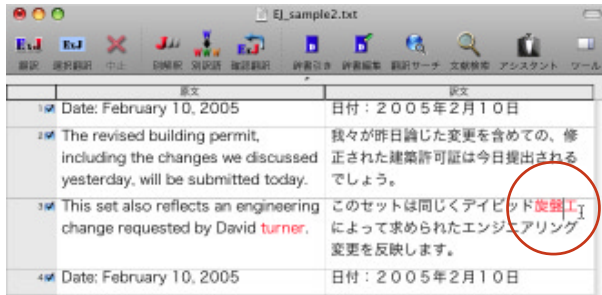 EJ_sample2.txt
翻訳 選択翻訳 中止 別解釈 別訳語 確認翻訳 辞書引き 辞書編集 翻訳サーチ 文献検索 アシスタント ツール
原文 訳文
1 Date: February 10, 2005 日付：２００５年２月１０日
2 The revised building permit, 我々が昨日論じた変更を含めての、修
including the changes we discussed 正された建築許可証は今日提出される
yesterday, will be submitted today. でしょう。
3 This set also reflects an engineering このセットは同じくデイビッド旋盤工
change requested by David turner. によって求められたエンジニアリング
変更を反映します。
4 Date: February 10, 2005 日付：２００５年２月１０日